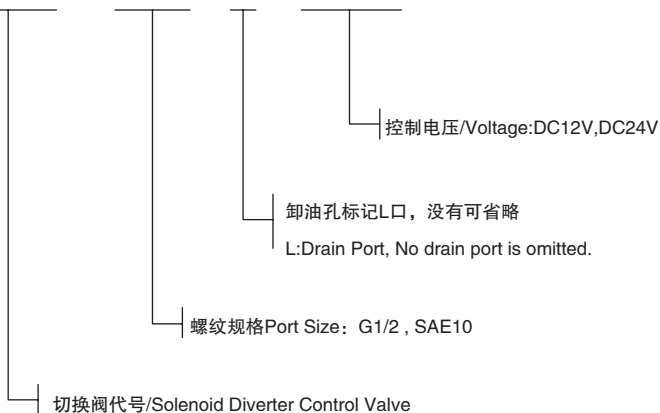 控制电压/Voltage:DC12V,DC24V
卸油孔标记L口，没有可省略
L:Drain Port, No drain port is omitted.
螺纹规格Port Size：G1/2 , SAE10
切换阀代号/Solenoid Diverter Control Valve